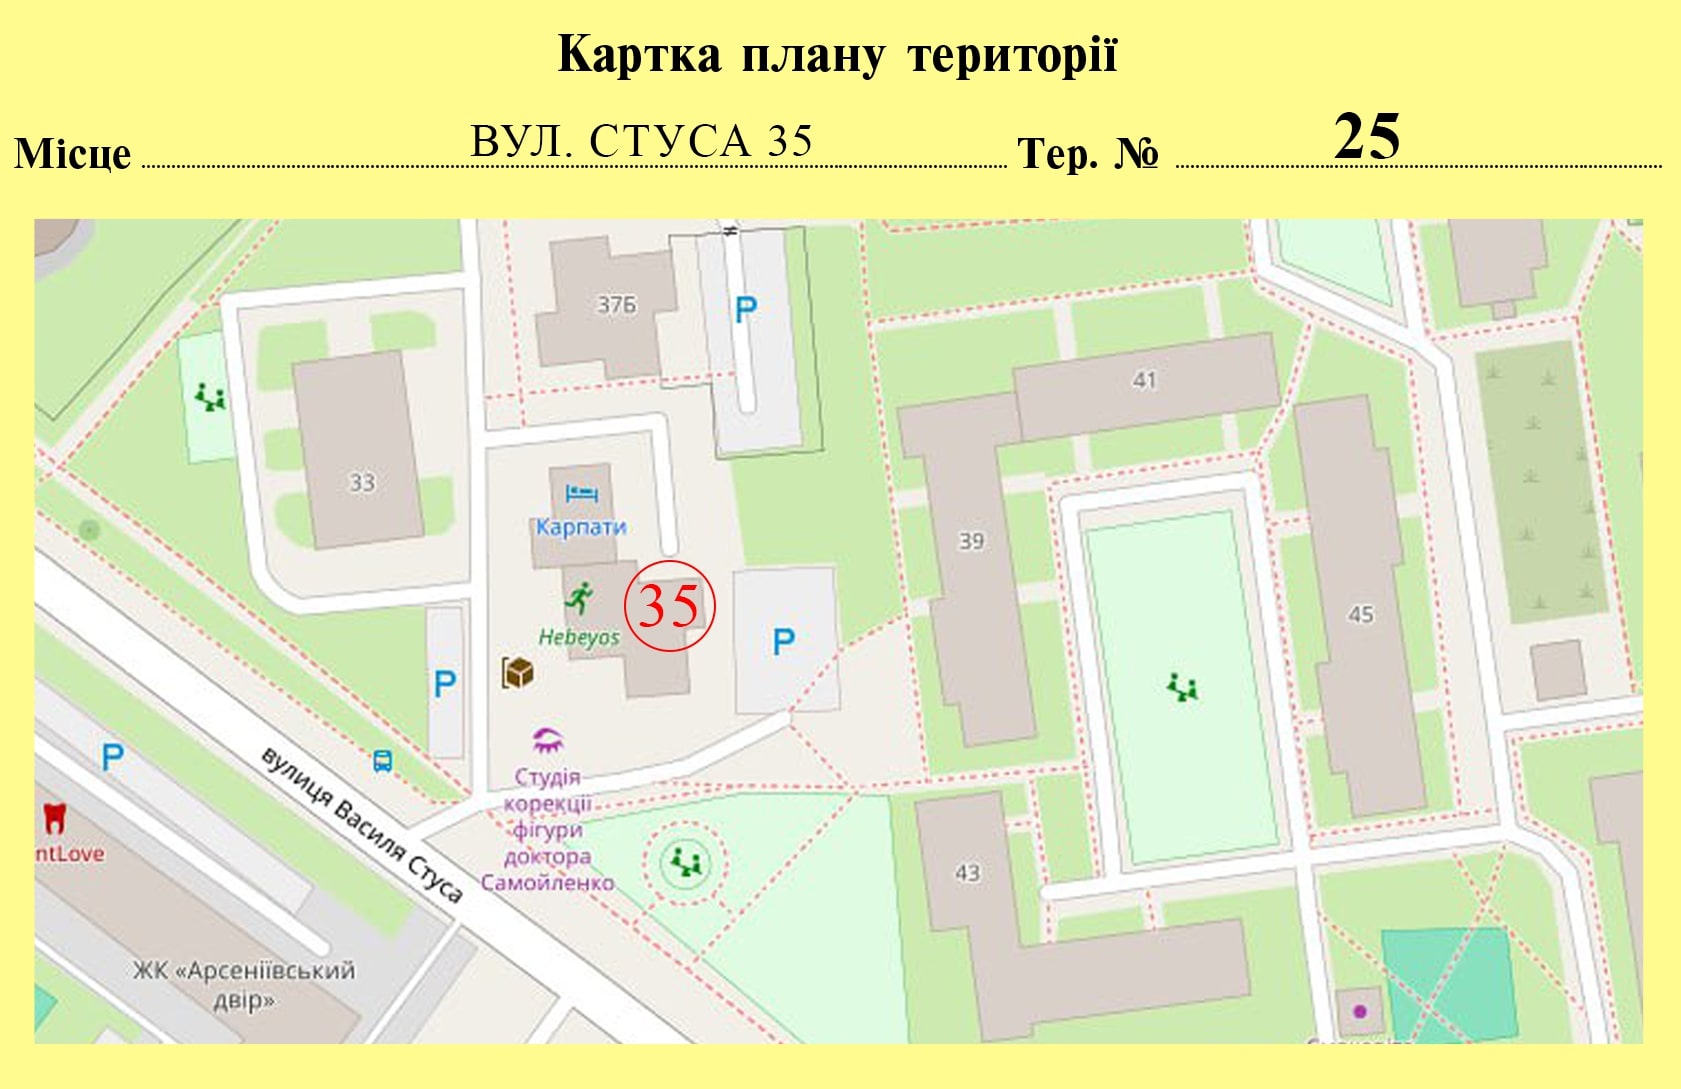 Картка плану території
Місце ВУЛ. СТУСА 35 Тер. № 25
37Б
P
41
33
Карпати
39
35
45
Hebeyos
P
P
P
Студія
корекції
фігури
доктора
Самойленко
вулиця Василя Стуса
ntLove
43
ЖК «Арсеніївський
двір»